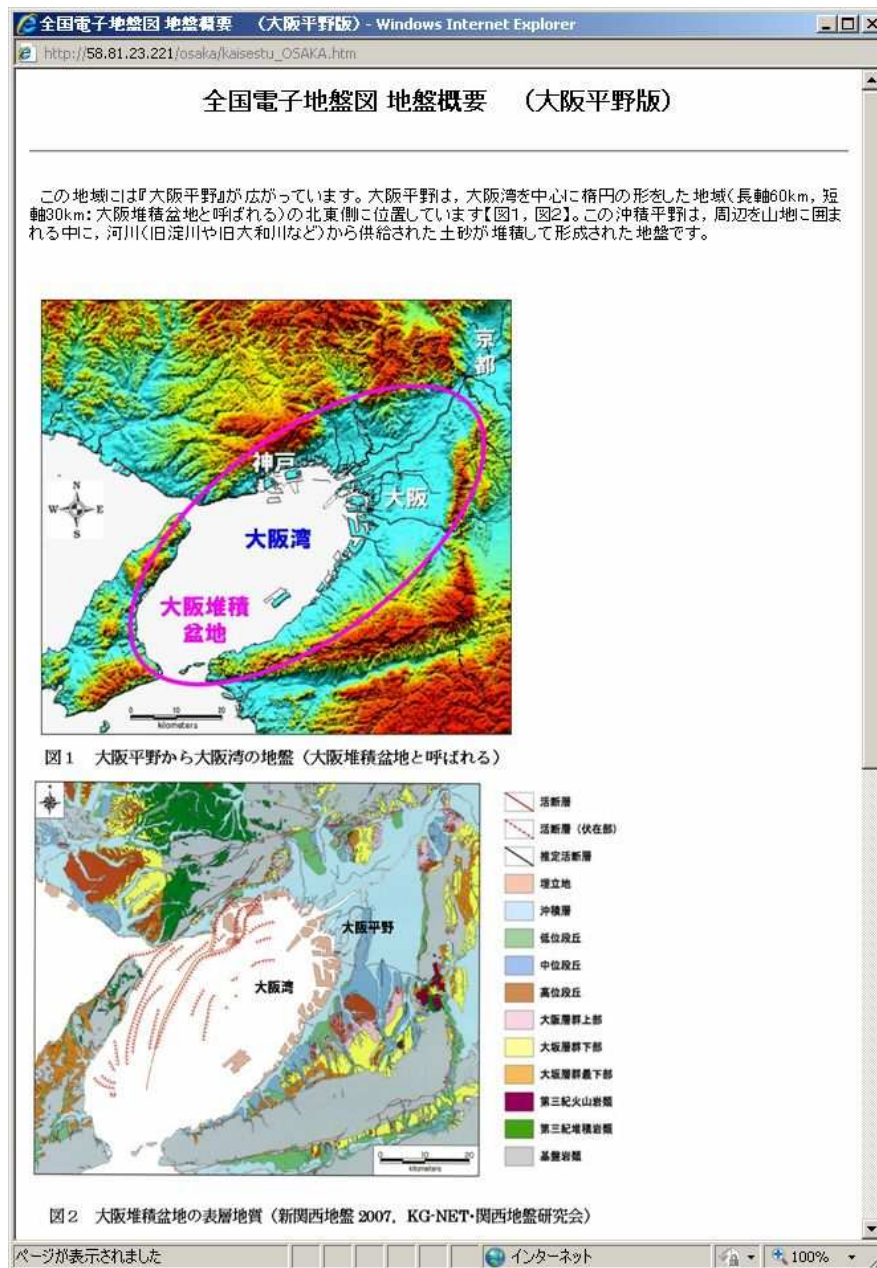 全国電子地盤図 地盤概要　（大阪平野版） - Windows Internet Explorer
http://58.81.23.221/osaka/kaisestu_OSAKA.htm
全国電子地盤図 地盤概要　（大阪平野版）
この地域には『大阪平野』が広がっています。大阪平野は，大阪湾を中心に楕円の形をした地域（長軸60km，短
軸30km：大阪堆積盆地と呼ばれる）の北東側に位置しています【図1，図2】。この沖積平野は，周辺を山地に囲ま
れる中に，河川（旧淀川や旧大和川など）から供給された土砂が堆積して形成された地盤です。
京都
神戸
大阪
N
W E
S
大阪湾
大阪堆積
盆地
0 10 20
kilometers
図1　大阪平野から大阪湾の地盤（大阪堆積盆地と呼ばれる）
活断層
活断層（伏在部）
推定活断層
埋立地
沖積層
低位段丘
中位段丘
高位段丘
大阪層群上部
大阪層群下部
大阪層群最下部
第三紀火山岩類
第三紀堆積岩類
基盤岩類
大阪平野
大阪湾
0 10 20
kilometers
図2　大阪堆積盆地の表層地質（新関西地盤 2007，KG-NET・関西地盤研究会）
ページが表示されました
インターネット
100%